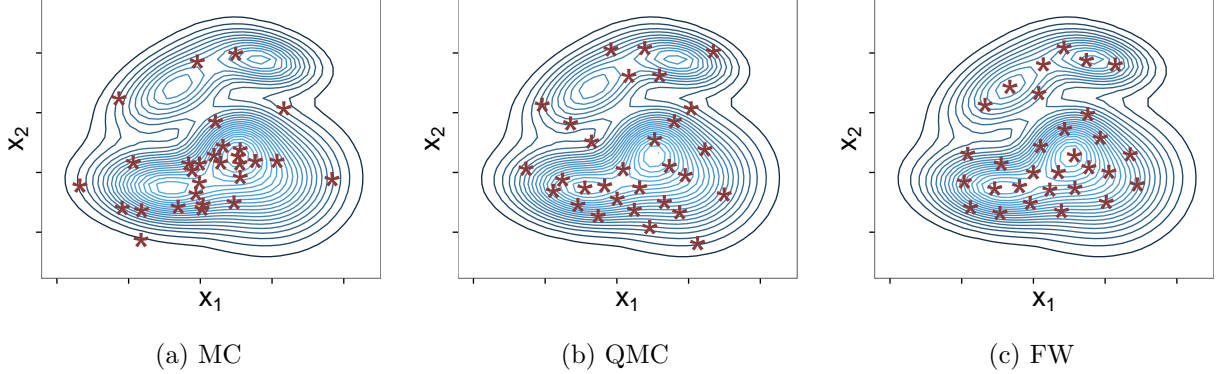 x₂
x₁
(a) MC
x₂
x₁
(b) QMC
x₂
x₁
(c) FW